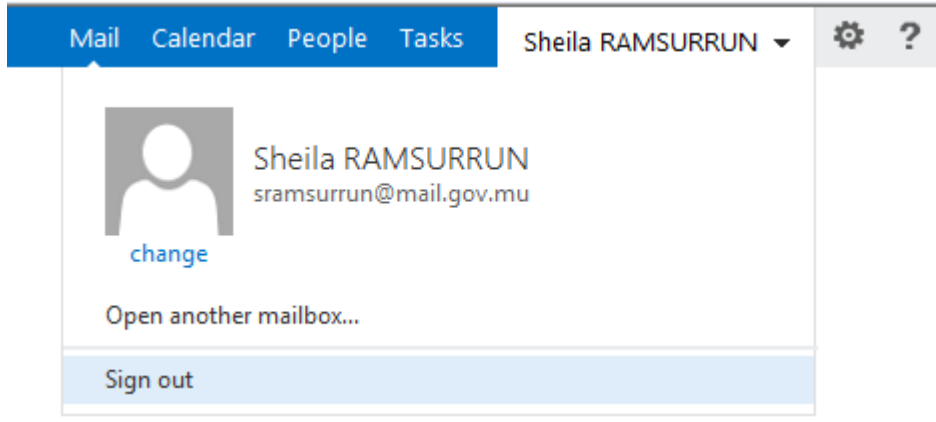 Mail Calendar People Tasks Sheila RAMSURRUN ?
Sheila RAMSURRUN
sramsurrun@mail.gov.mu
change
Open another mailbox...
Sign out